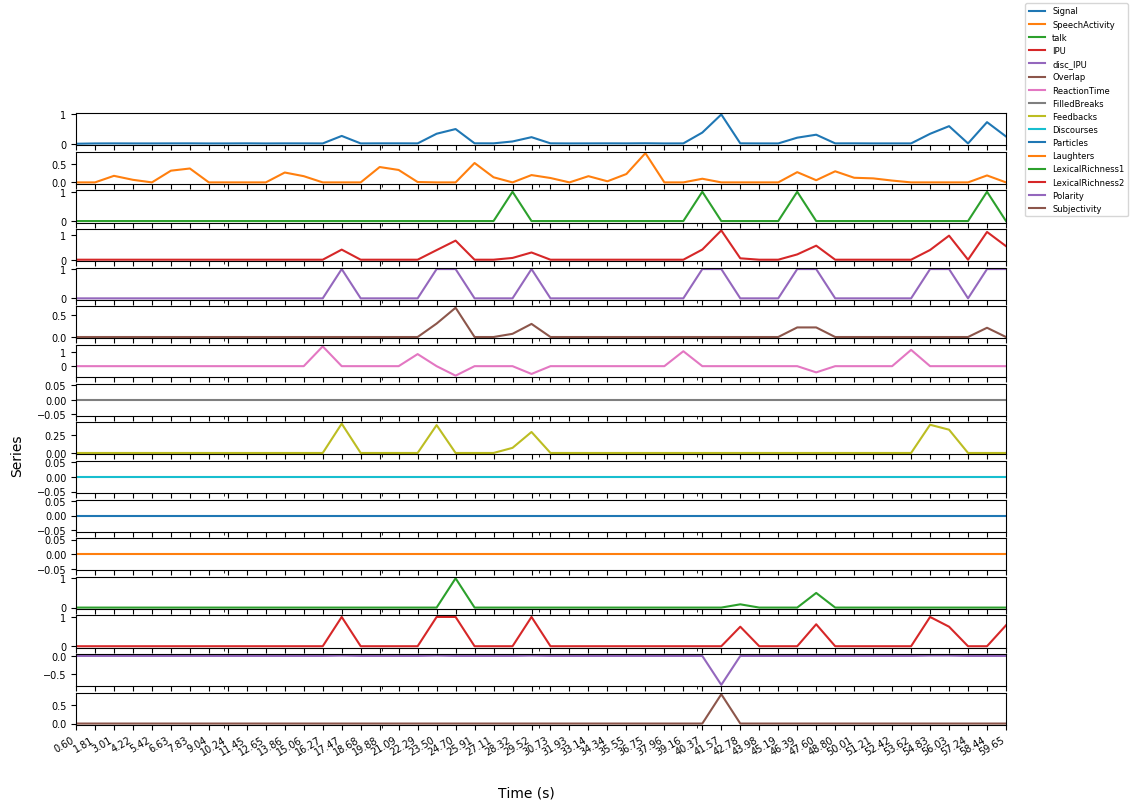 Signal
SpeechActivity
talk
IPU
disc_IPU
Overlap
ReactionTime
FilledBreaks
Feedbacks
Discourses
Particles
Laughters
LexicalRichness1
LexicalRichness2
Polarity
Subjectivity
1
0
0.5
0.0
1
0
1
0
1
0
0.5
0.0
1
0
0.05
0.00
−0.05
0.25
0.00
0.05
0.00
−0.05
0.05
0.00
−0.05
0.05
0.00
−0.05
1
0
1
0
0.0
−0.5
0.5
0.0
Series
0.60 1.81 3.01 4.22 5.42 6.63 7.83 9.04 10.24 11.45 12.65 13.86 15.06 16.27 17.47 18.68 19.88 21.09 22.29 23.50 24.70 25.91 27.11 28.32 29.52 30.73 31.93 33.14 34.34 35.55 36.75 37.96 39.16 40.37 41.57 42.78 43.98 45.19 46.39 47.60 48.80 50.01 51.21 52.42 53.62 54.83 56.03 57.24 58.44 59.65
Time (s)